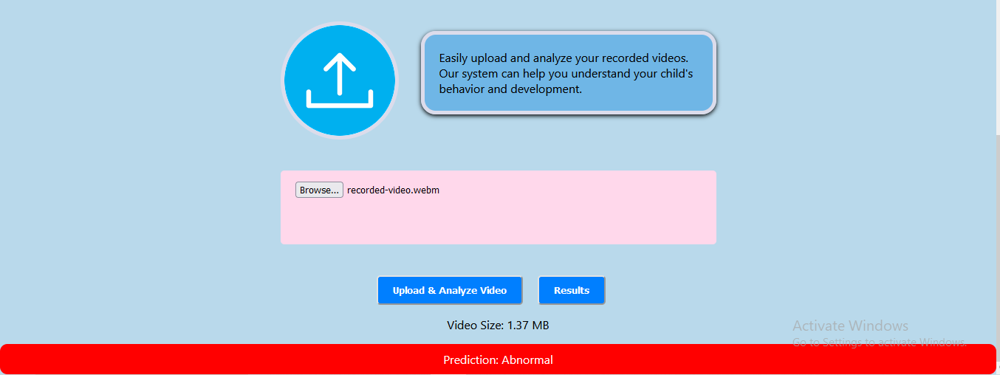 Easily upload and analyze your recorded videos.
Our system can help you understand your child's
behavior and development.
Browse... recorded-video.webm
Upload & Analyze Video Results
Video Size: 1.37 MB
Activate Windows
Go to Settings to activate Windows.
Prediction: Abnormal